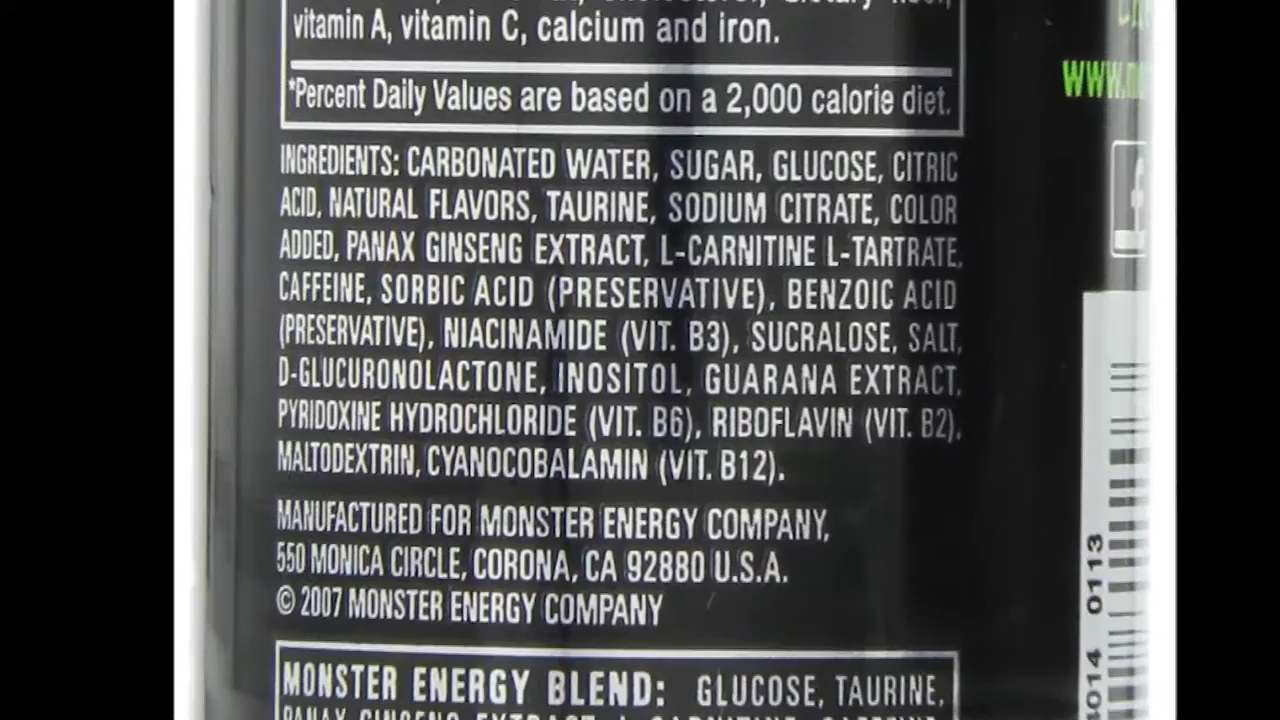 vitamin A, vitamin C, calcium and iron.
*Percent Daily Values are based on a 2,000 calorie diet.
INGREDIENTS: CARBONATED WATER, SUGAR, GLUCOSE, CITRIC
ACID, NATURAL FLAVORS, TAURINE, SODIUM CITRATE, COLOR
ADDED, PANAX GINSENG EXTRACT, L-CARNITINE L-TARTRATE,
CAFFEINE, SORBIC ACID (PRESERVATIVE), BENZOIC ACID
(PRESERVATIVE), NIACINAMIDE (VIT. B3), SUCRALOSE, SALT,
D-GLUCURONOLACTONE, INOSITOL, GUARANA EXTRACT,
PYRIDOXINE HYDROCHLORIDE (VIT. B6), RIBOFLAVIN (VIT. B2),
MALTODEXTRIN, CYANOCOBALAMIN (VIT. B12).
MANUFACTURED FOR MONSTER ENERGY COMPANY,
550 MONICA CIRCLE, CORONA, CA 92880 U.S.A.
© 2007 MONSTER ENERGY COMPANY
MONSTER ENERGY BLEND: GLUCOSE, TAURINE,
www.
f
0113